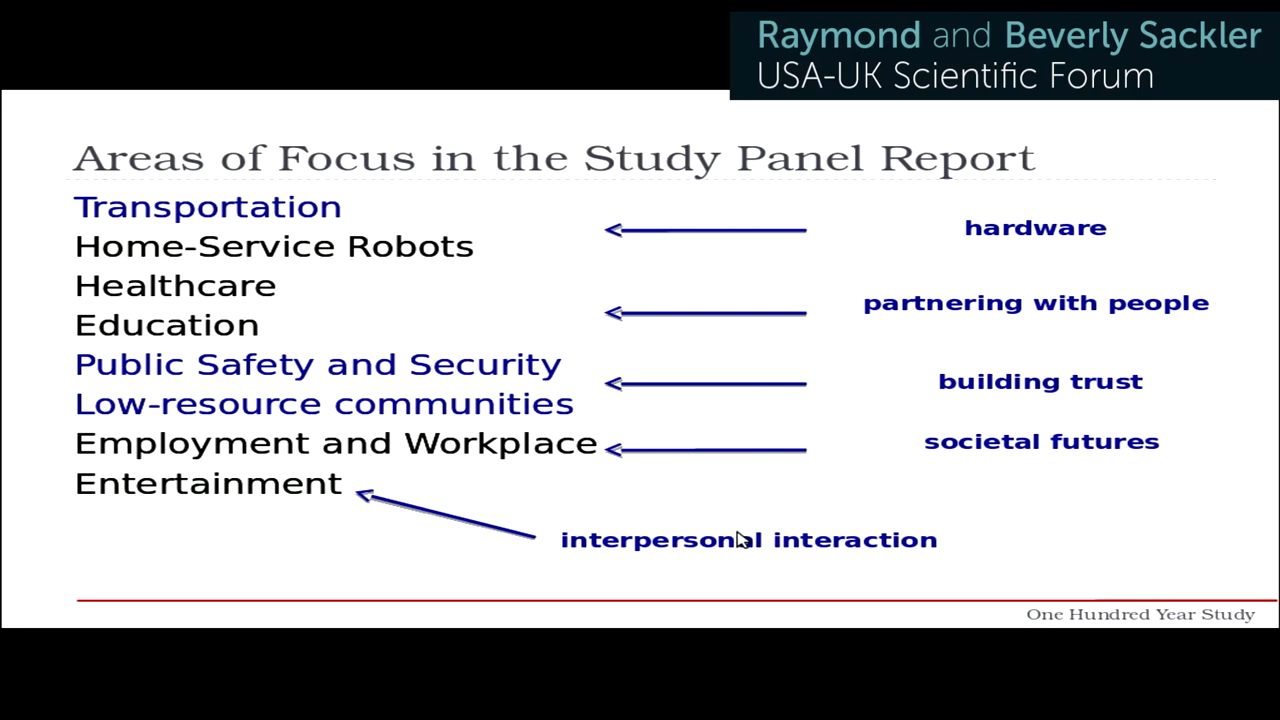 Raymond and Beverly Sackler
USA-UK Scientific Forum
Areas of Focus in the Study Panel Report
Transportation
hardware
Home-Service Robots
Healthcare
partnering with people
Education
Public Safety and Security
building trust
Low-resource communities
Employment and Workplace
societal futures
Entertainment
interpersonal interaction
One Hundred Year Study